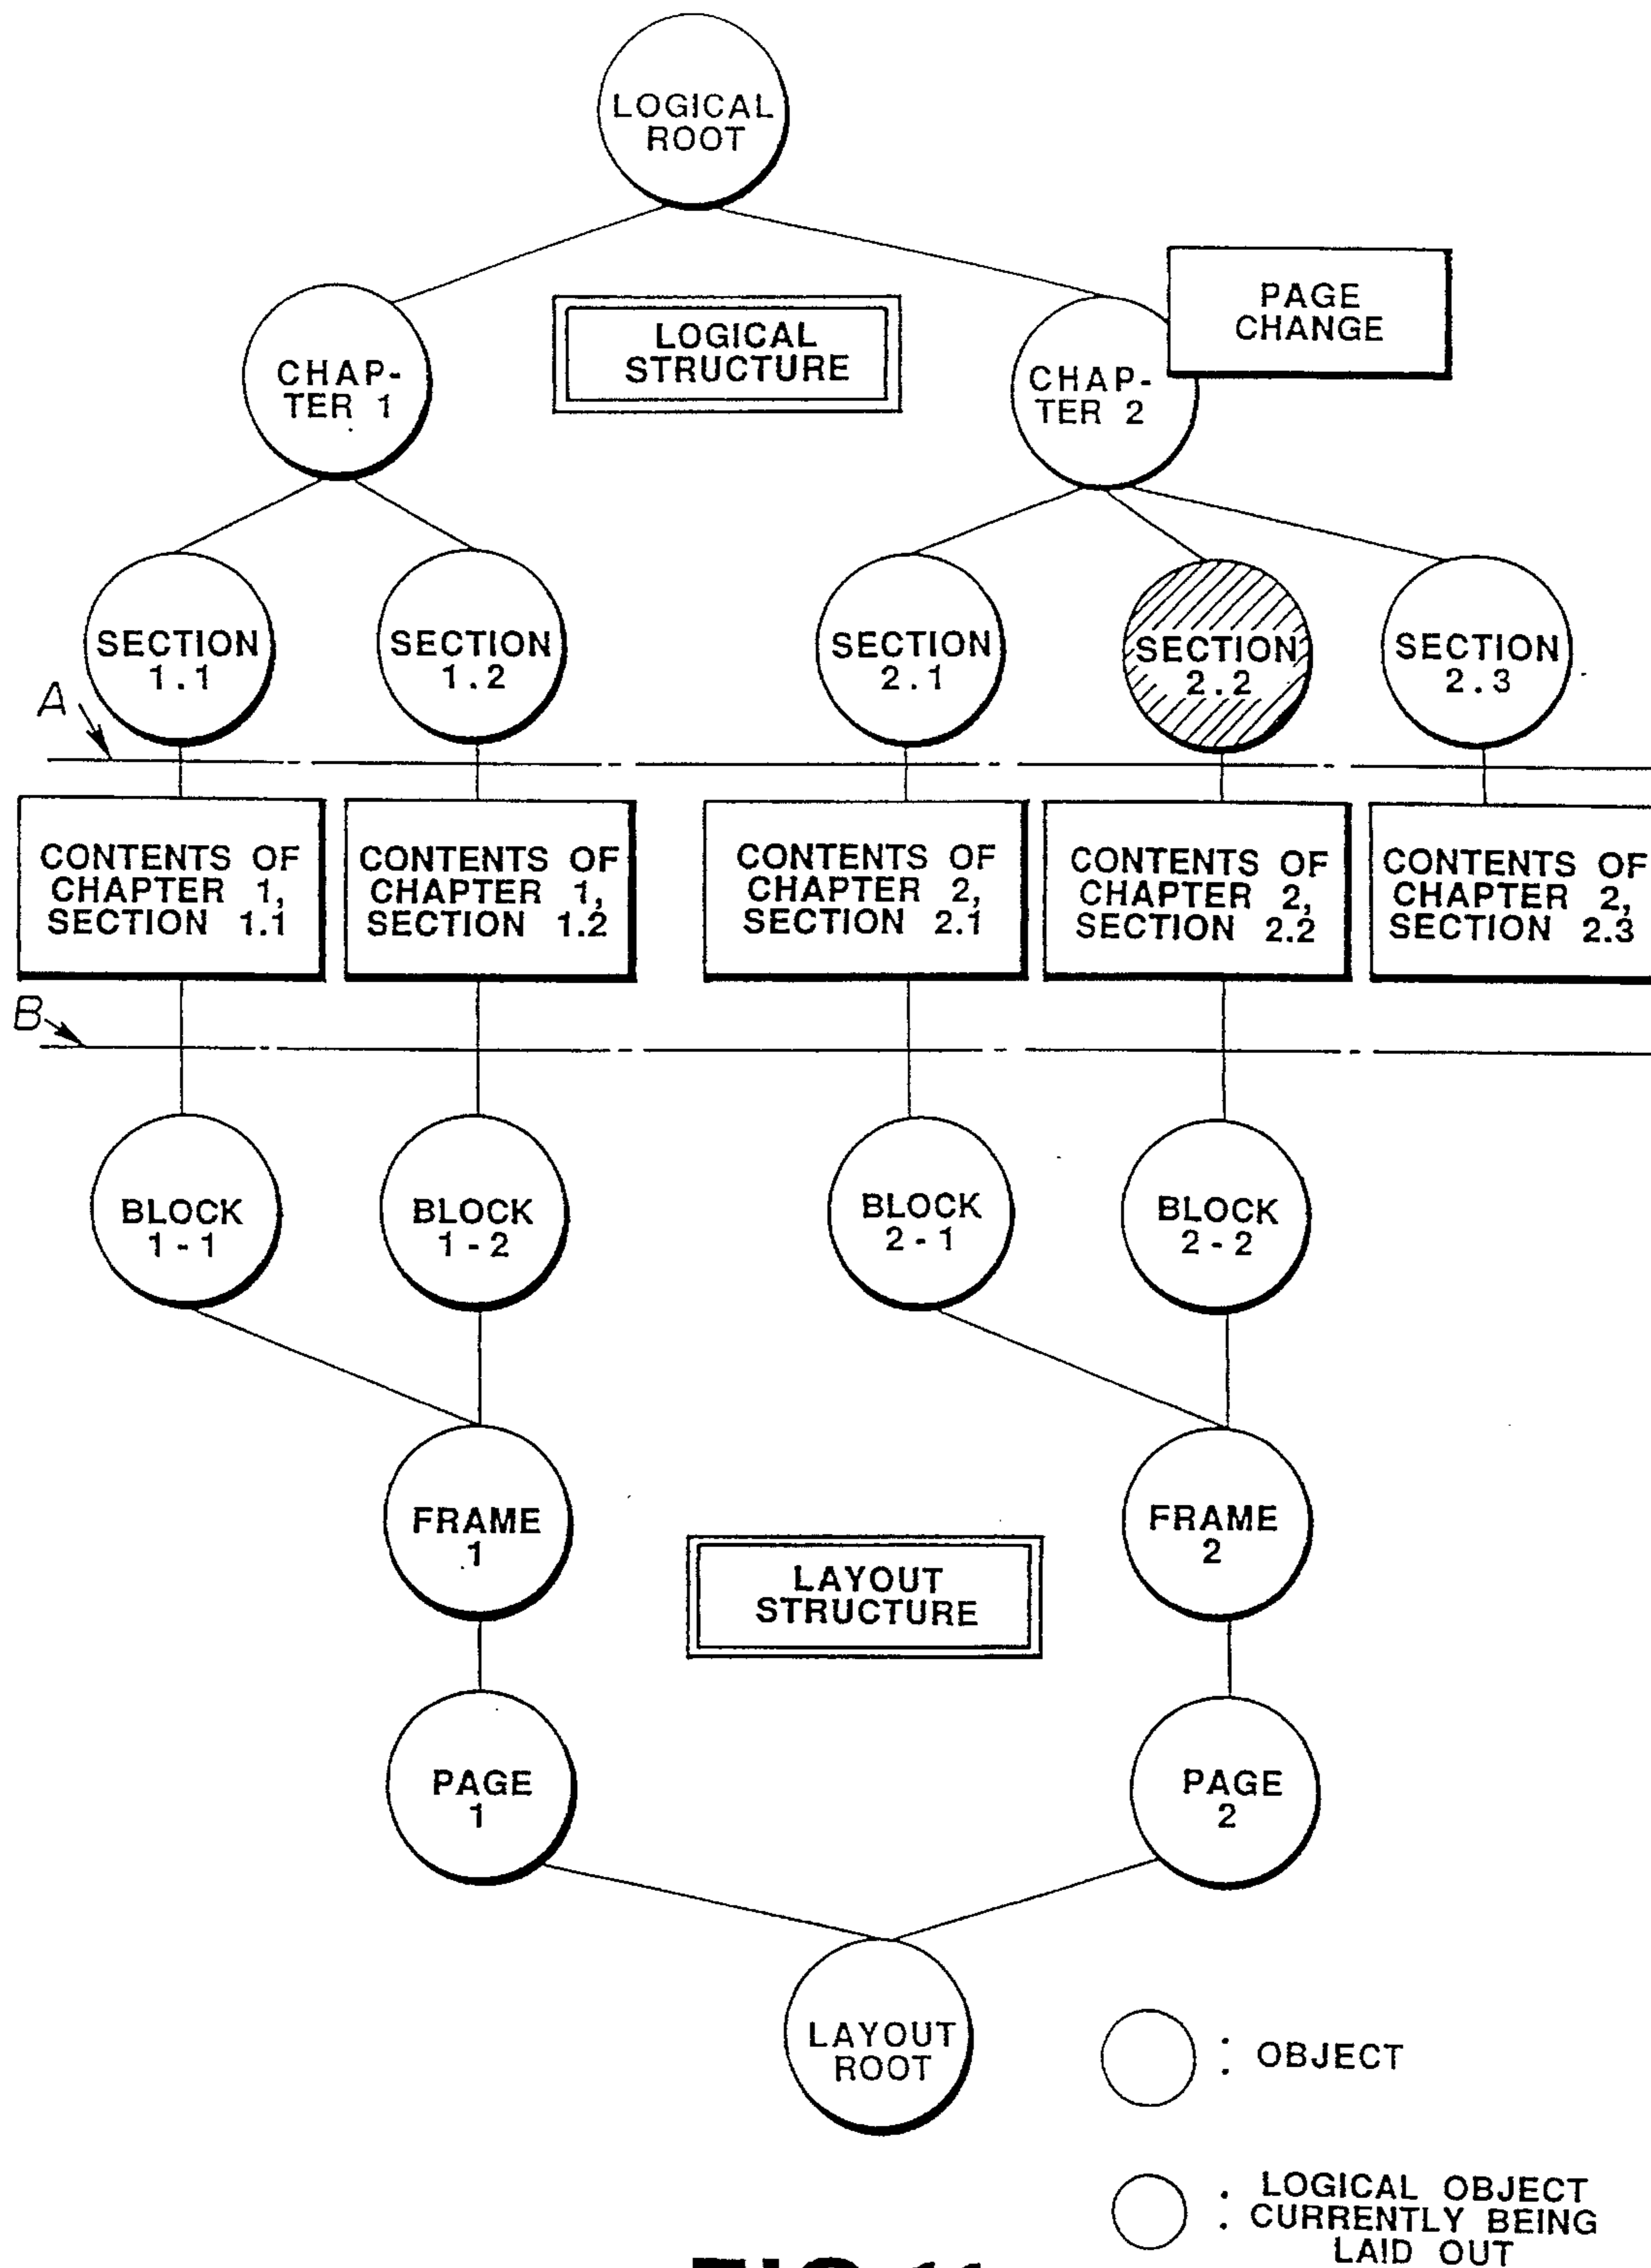 LOGICAL
ROOT
PAGE
CHANGE
LOGICAL
STRUCTURE
CHAP-
TER 1
CHAP-
TER 2
SECTION
1.1
SECTION
1.2
SECTION
2.1
SECTION
2.2
SECTION
2.3
A
CONTENTS OF
CHAPTER 1,
SECTION 1.1
CONTENTS OF
CHAPTER 1,
SECTION 1.2
CONTENTS OF
CHAPTER 2,
SECTION 2.1
CONTENTS OF
CHAPTER 2,
SECTION 2.2
CONTENTS OF
CHAPTER 2,
SECTION 2.3
B
BLOCK
1-1
BLOCK
1-2
BLOCK
2-1
BLOCK
2-2
FRAME
1
FRAME
2
LAYOUT
STRUCTURE
PAGE
1
PAGE
2
LAYOUT
ROOT
: OBJECT
: LOGICAL OBJECT
CURRENTLY BEING
LAID OUT